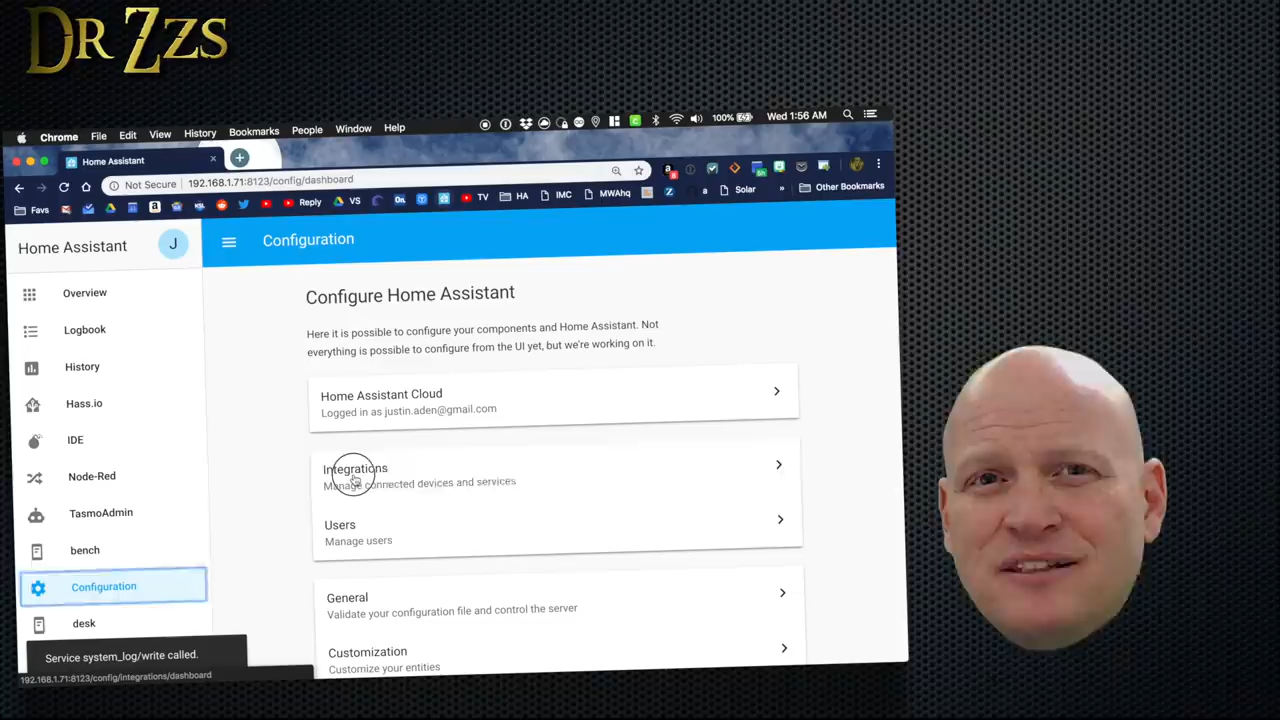 DR ZZS
Chrome File Edit View History Bookmarks People Window Help 100% Wed 1:56 AM
Home Assistant
Not Secure 192.168.1.71:8123/config/dashboard
Favs Reply VS TV HA IMC MWAhq Solar » Other Bookmarks
Home Assistant J Configuration
Overview
Logbook
History
Hass.io
IDE
Node-Red
TasmoAdmin
bench
Configuration
desk
Configure Home Assistant
Here it is possible to configure your components and Home Assistant. Not
everything is possible to configure from the UI yet, but we're working on it.
Home Assistant Cloud
Logged in as justin.aden@gmail.com
Integrations
Manage connected devices and services
Users
Manage users
General
Validate your configuration file and control the server
Customization
Customize your entities
Service system_log/write called.
192.168.1.71:8123/config/integrations/dashboard